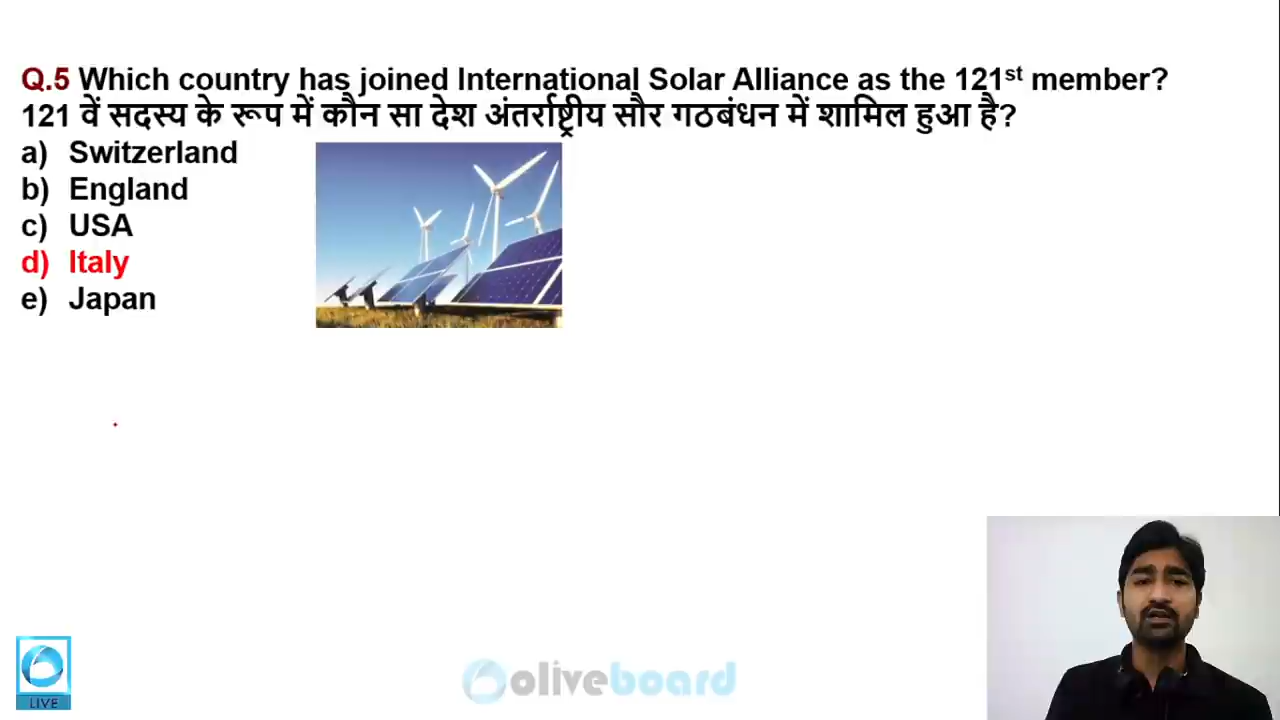 Q.5 Which country has joined International Solar Alliance as the 121st member?
121 वें सदस्य के रूप में कौन सा देश अंतर्राष्ट्रीय सौर गठबंधन में शामिल हुआ है?
a) Switzerland
b) England
c) USA
d) Italy
e) Japan
LIVE
oliveboard